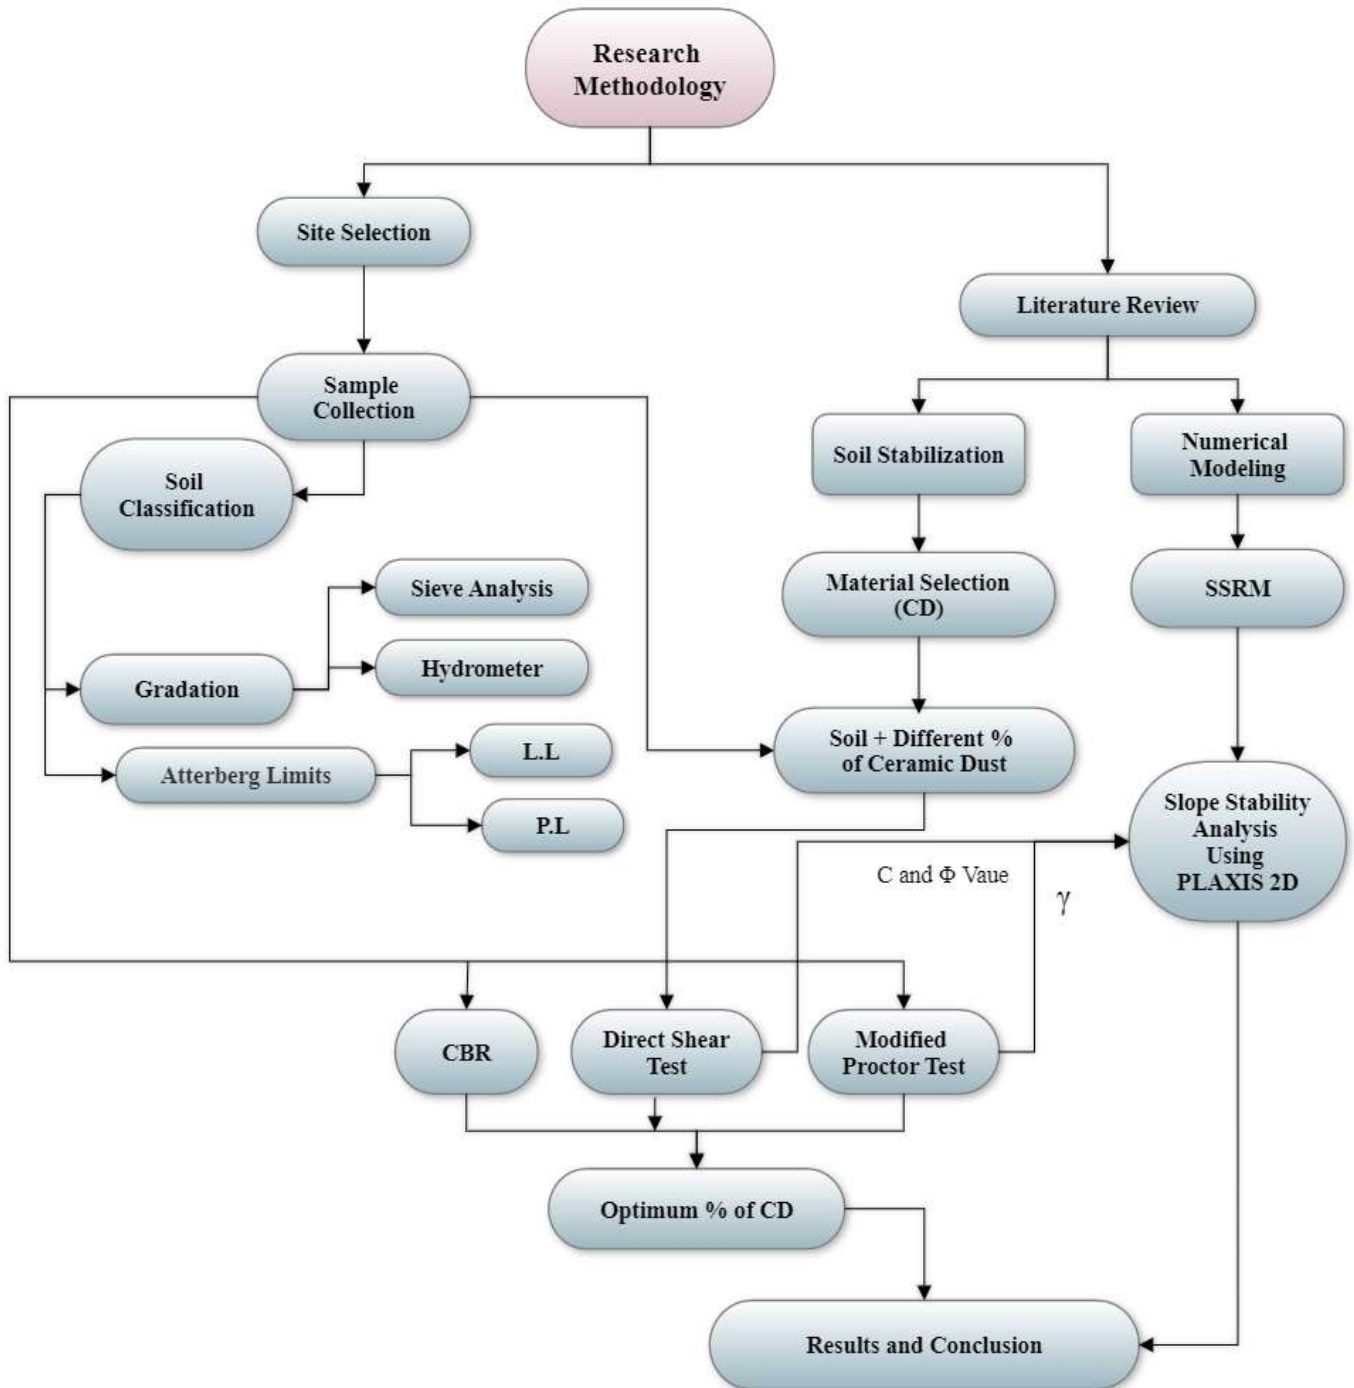 Research
Methodology
Site Selection
Literature Review
Sample
Collection
Soil Stabilization
Numerical
Modeling
Soil
Classification
Sieve Analysis
Material Selection
(CD)
SSRM
Hydrometer
Gradation
L.L
Soil + Different %
of Ceramic Dust
Atterberg Limits
P.L
Slope Stability
Analysis
Using
PLAXIS 2D
C and Φ Vaue
γ
CBR
Direct Shear
Test
Modified
Proctor Test
Optimum % of CD
Results and Conclusion